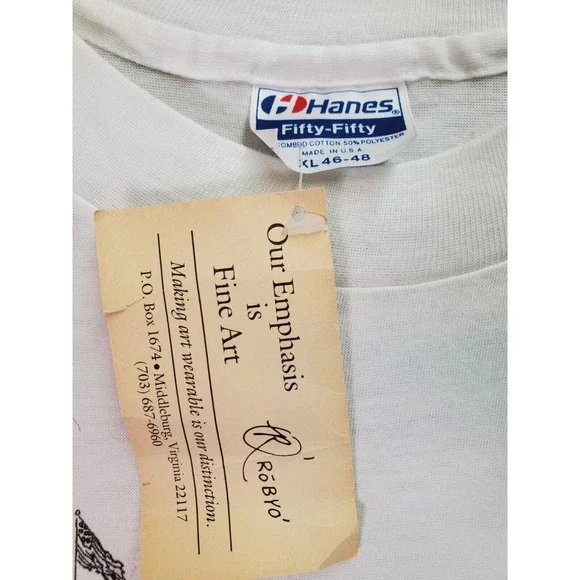 Hanes®
Fifty-Fifty
COMBED COTTON 50% POLYESTER
MADE IN U.S.A
XL 46-48
Our Emphasis
is
Fine Art
RōBYO'
Making art wearable is our distinction.
P.O. Box 1674 • Middleburg, Virginia 22117
(703) 687-6960